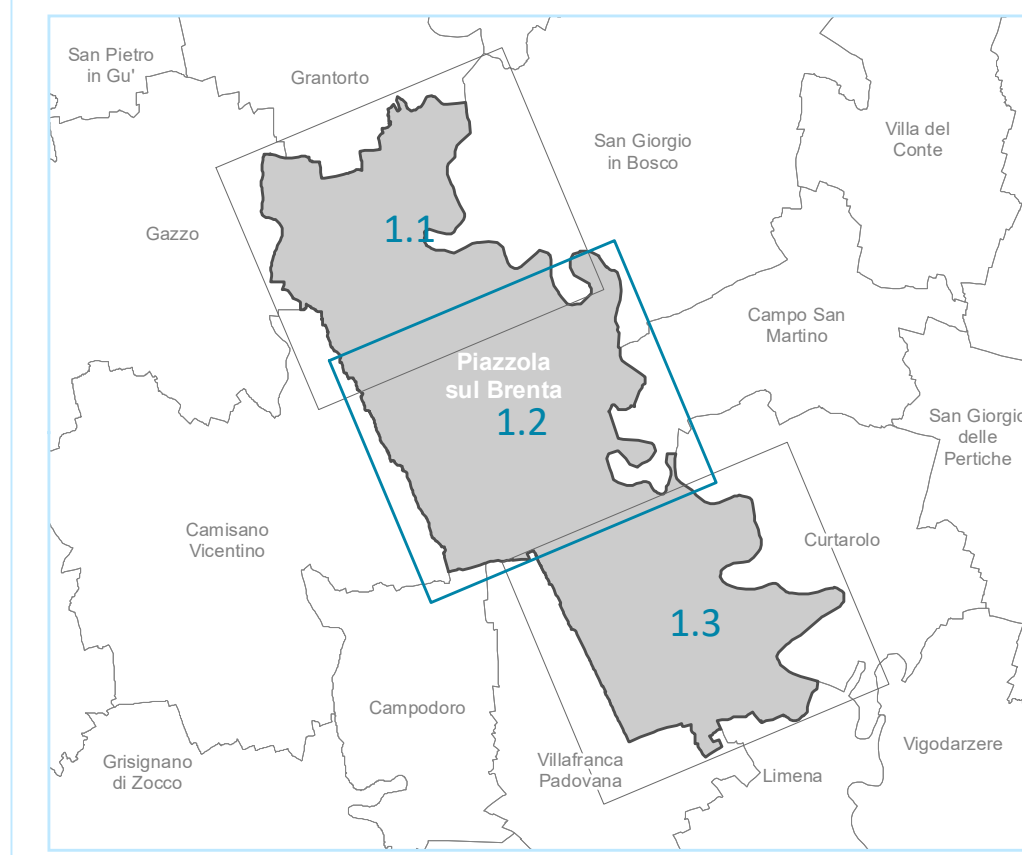 San Pietro
in Gu'
Grantorto
San Giorgio
in Bosco
Villa del
Conte
Gazzo
1.1
Campo San
Martino
Piazzola
sul Brenta
1.2
San Giorgio
delle
Pertiche
Camisano
Vicentino
Curtarolo
1.3
Campodoro
Vigodarzere
Villafranca
Padovana
Grisignano
di Zocco
Limena